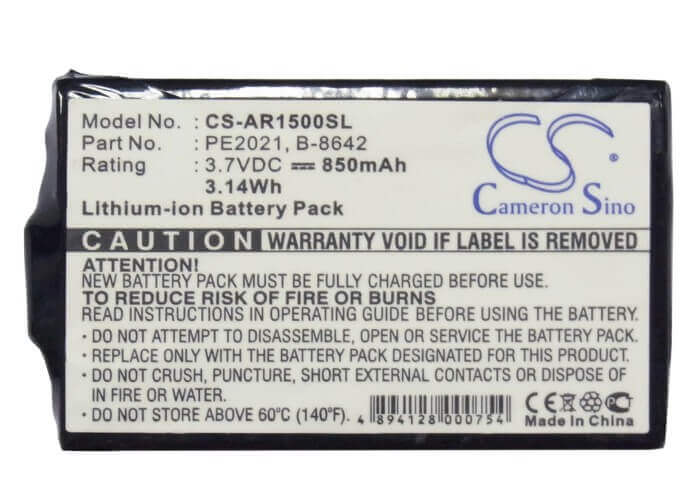 Model No. : CS-AR1500SL
Part No. : PE2021, B-8642
Rating : 3.7VDC ⎓ 850mAh
3.14Wh
Lithium-ion Battery Pack
CS
Cameron Sino
CAUTION WARRANTY VOID IF LABEL IS REMOVED!
ATTENTION!
NEW BATTERY PACK MUST BE FULLY CHARGED BEFORE USE.
TO REDUCE RISK OF FIRE OR BURNS
READ INSTRUCTIONS IN OPERATING GUIDE BEFORE USING THE BATTERY.
• DO NOT ATTEMPT TO DISASSEMBLE, OPEN OR SERVICE BATTERY PACK.
• REPLACE ONLY WITH BATTERY PACK DESIGNATED FOR THIS PRODUCT.
• DO NOT CRUSH, PUNCTURE, SHORT EXTERNAL CONTACTS OR DISPOSE
IN FIRE OR WATER.
• DO NOT STORE ABOVE 60°C (140°F).
4 894128 000754
CE
Made In China